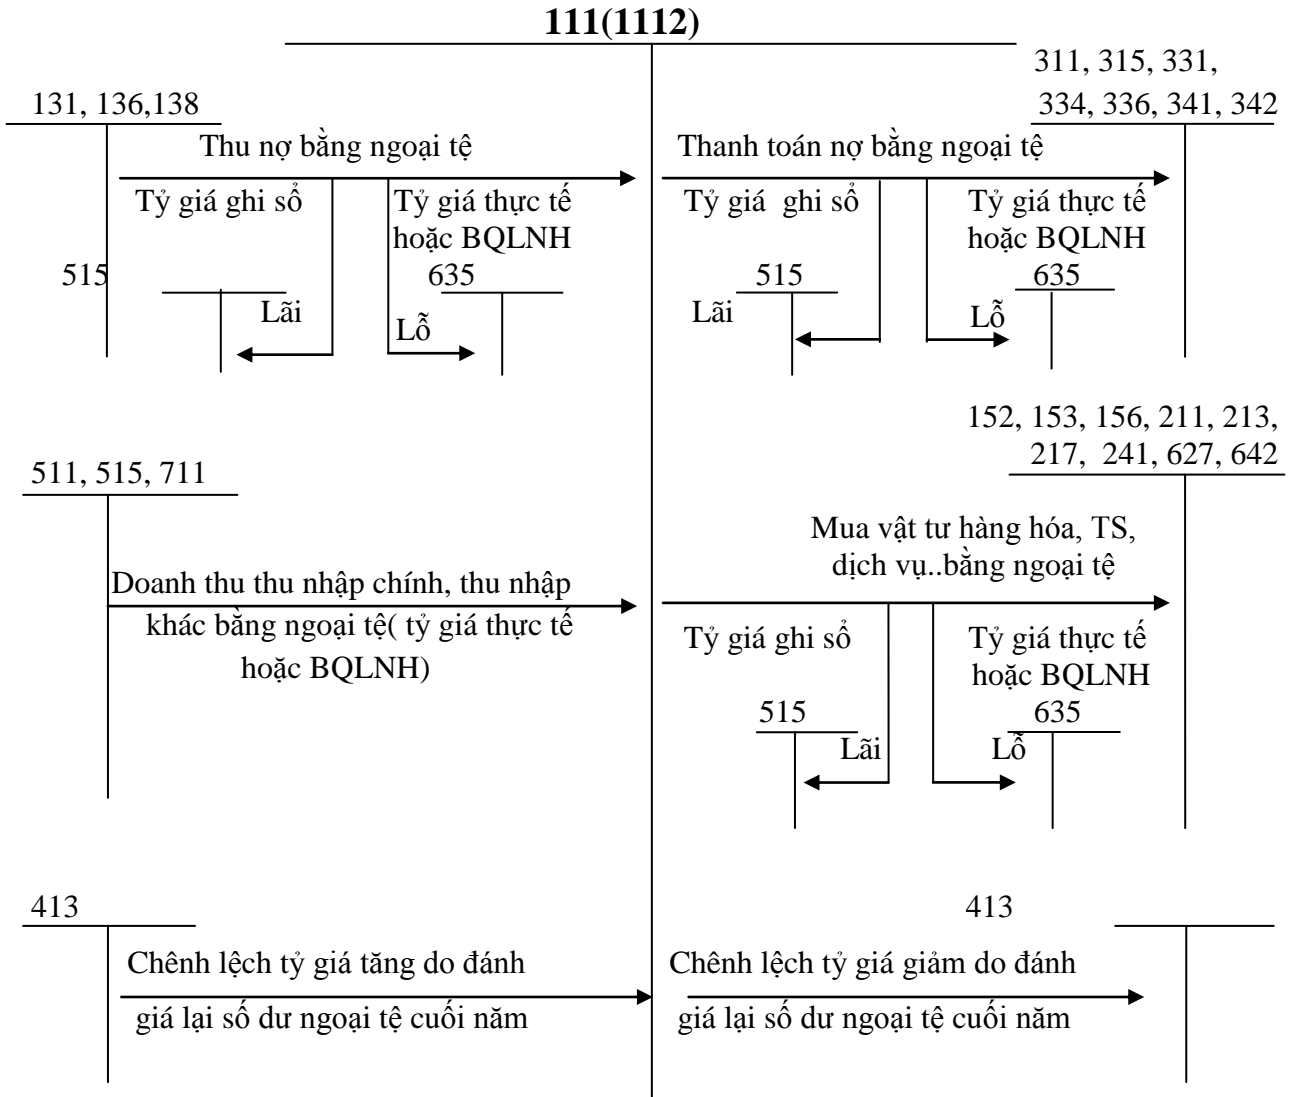 111(1112)
311, 315, 331,
334, 336, 341, 342
131, 136,138
Thu nợ bằng ngoại tệ
Thanh toán nợ bằng ngoại tệ
Tỷ giá ghi sổ
Tỷ giá thực tế
hoặc BQLNH
Tỷ giá  ghi sổ
Tỷ giá thực tế
hoặc BQLNH
515
635
515
635
Lãi
Lỗ
Lãi
Lỗ
152, 153, 156, 211, 213,
217,  241, 627, 642
511, 515, 711
Mua vật tư hàng hóa, TS,
dịch vụ..bằng ngoại tệ
Doanh thu thu nhập chính, thu nhập
khác bằng ngoại tệ( tỷ giá thực tế
hoặc BQLNH)
Tỷ giá ghi sổ
Tỷ giá thực tế
hoặc BQLNH
515
635
Lãi
Lỗ
413
413
Chênh lệch tỷ giá tăng do đánh
giá lại số dư ngoại tệ cuối năm
Chênh lệch tỷ giá giảm do đánh
giá lại số dư ngoại tệ cuối năm